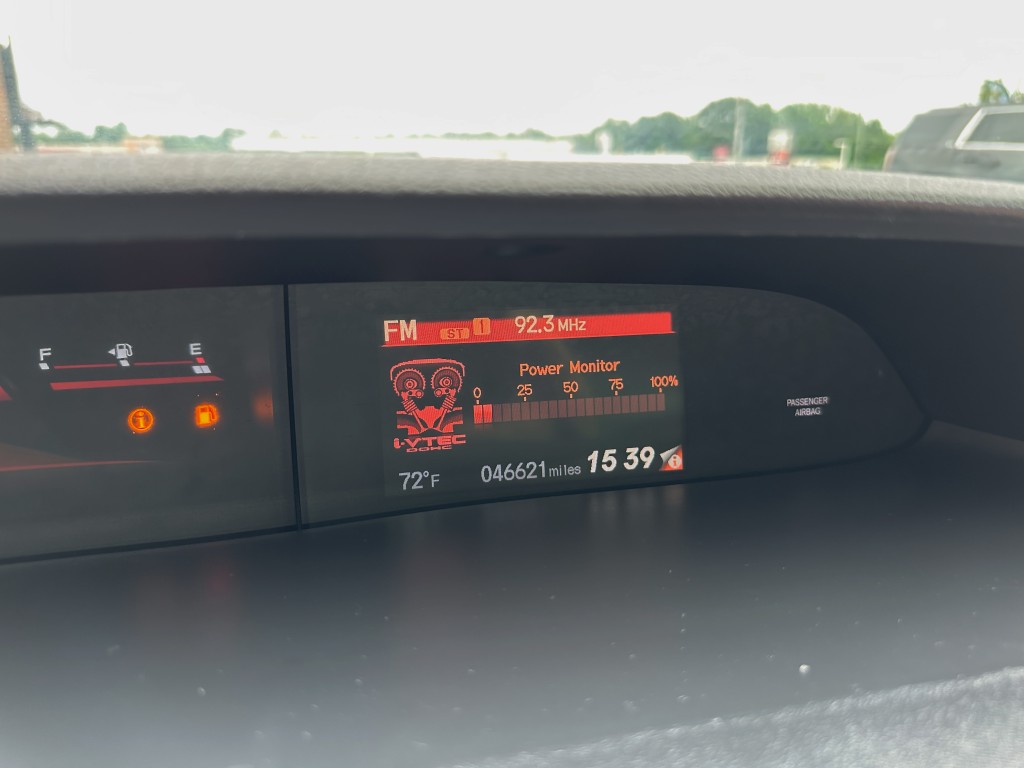 F E
FM ST 1 92.3 MHz
Power Monitor
0 25 50 75 100%
i-VTEC
DOHC
72°F 046621 miles 15 39
i
i
PASSENGER
AIRBAG